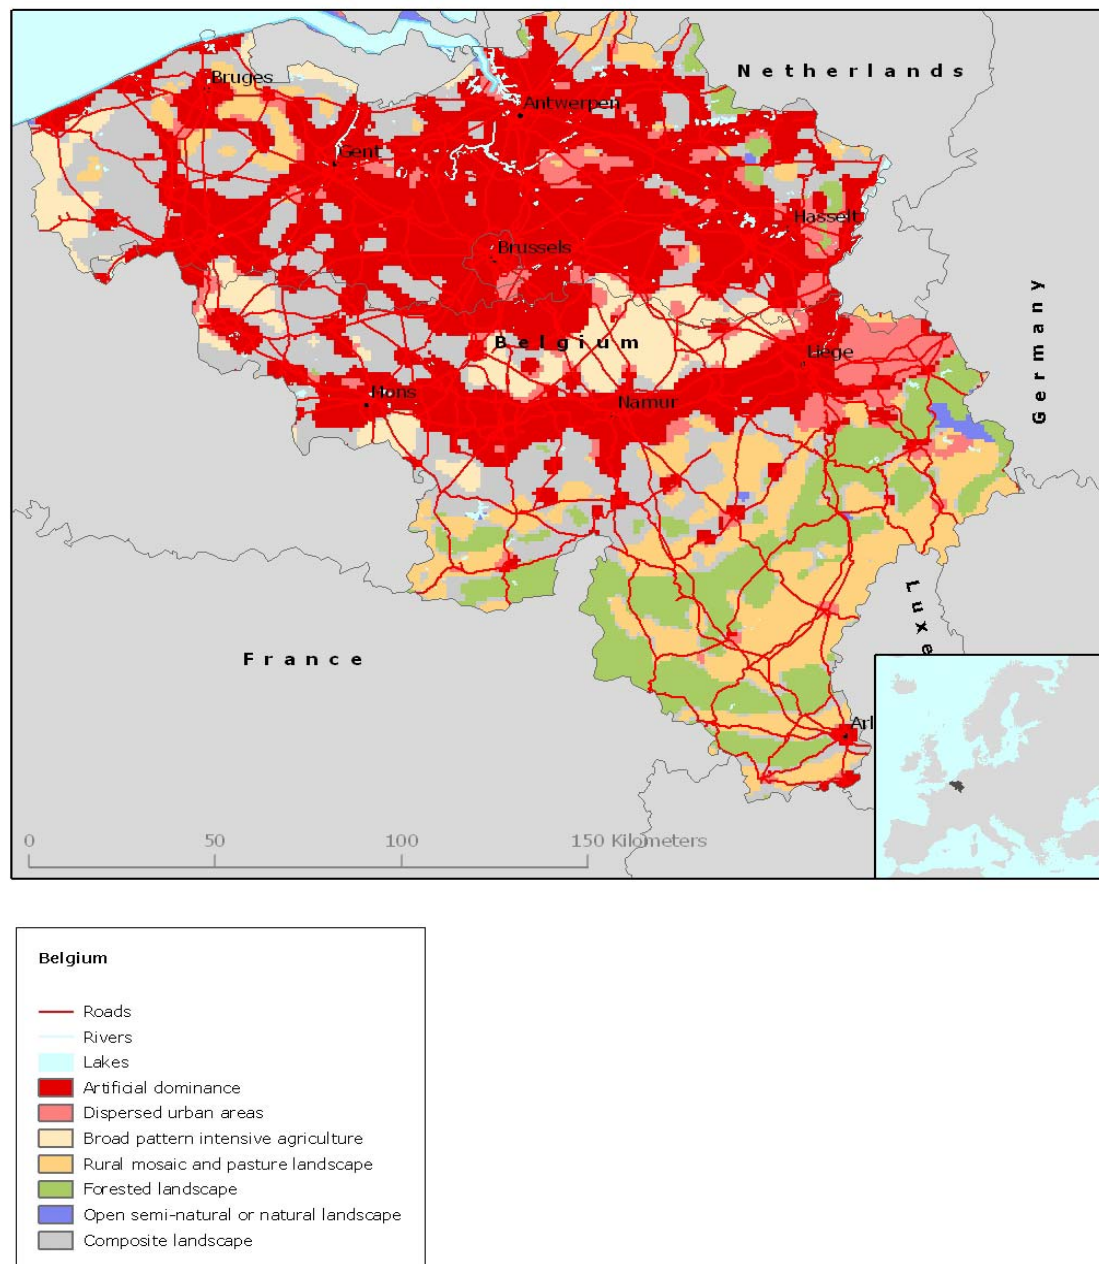 Netherlands
Bruges
Antwerpen
Gent
Hasselt
Brussels
Germany
Belgium
Liege
Mons
Namur
Luxe
France
Arl
0 50 100 150 Kilometers
Belgium
Roads
Rivers
Lakes
Artificial dominance
Dispersed urban areas
Broad pattern intensive agriculture
Rural mosaic and pasture landscape
Forested landscape
Open semi-natural or natural landscape
Composite landscape